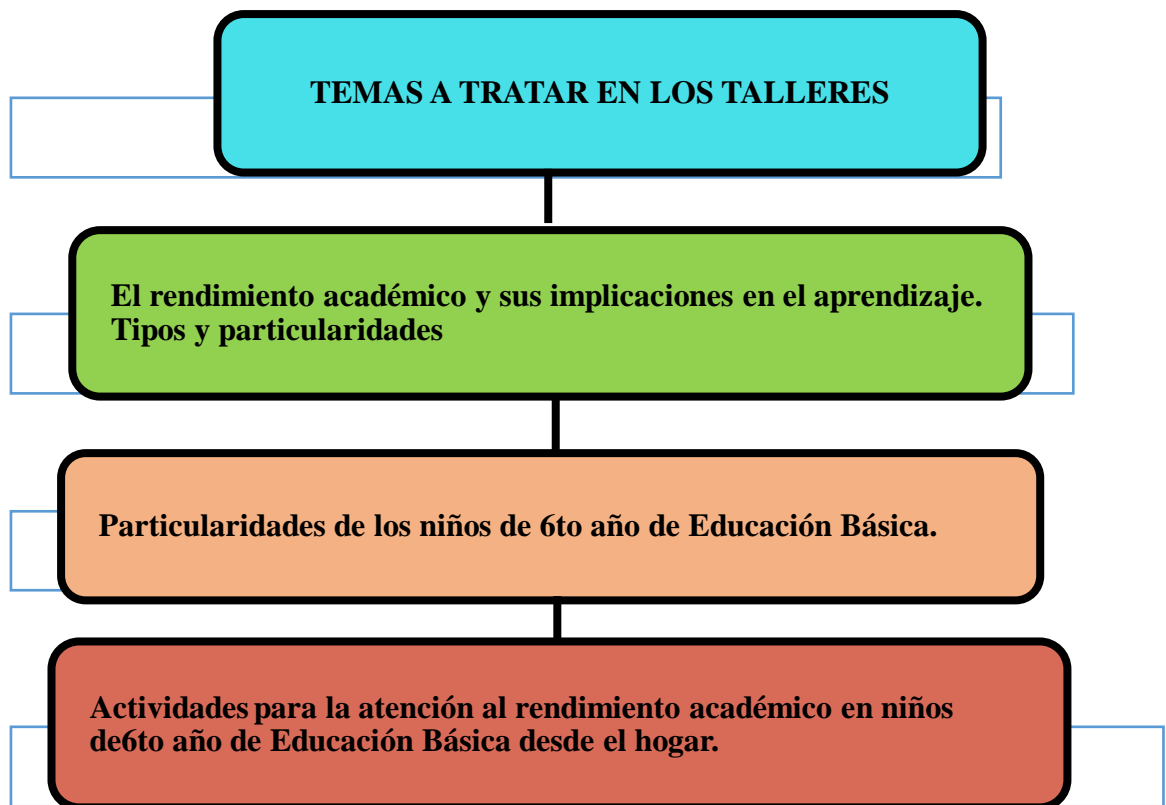 TEMAS A TRATAR EN LOS TALLERES
El rendimiento académico y sus implicaciones en el aprendizaje.
Tipos y particularidades
Particularidades de los niños de 6to año de Educación Básica.
Actividades para la atención al rendimiento académico en niños
de6to año de Educación Básica desde el hogar.